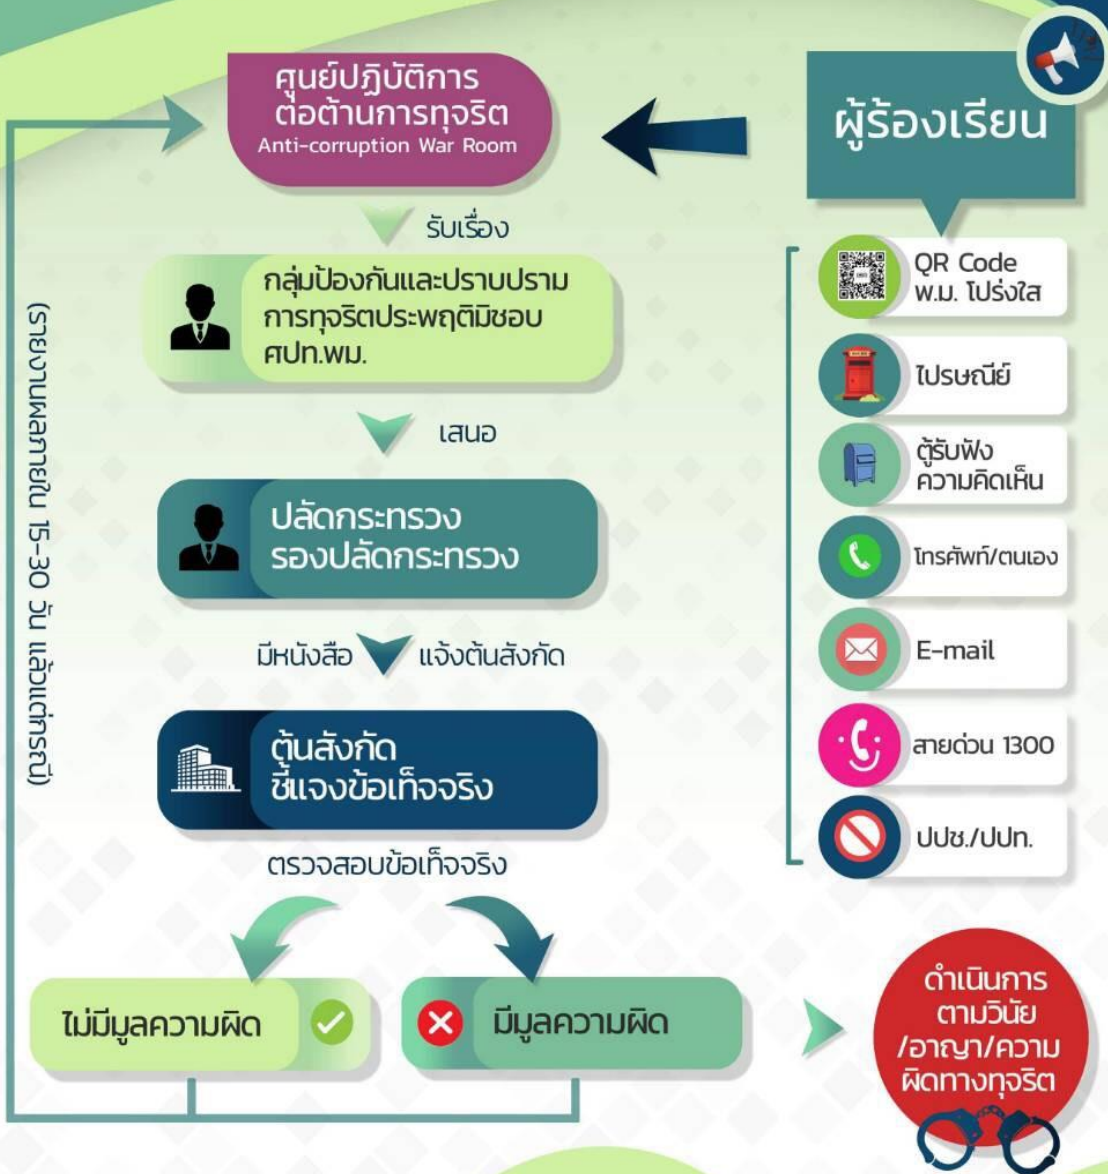 ศูนย์ปฏิบัติการ
ต่อต้านการทุจริต
Anti-corruption War Room
ผู้ร้องเรียน
รับเรื่อง
กลุ่มป้องกันและปราบปราม
การทุจริตประพฤติมิชอบ
ศปท.พม.
เสนอ
ปลัดกระทรวง
รองปลัดกระทรวง
มีหนังสือ แจ้งต้นสังกัด
ต้นสังกัด
ชี้แจงข้อเท็จจริง
ตรวจสอบข้อเท็จจริง
ไม่มีมูลความผิด
มีมูลความผิด
(รายงานผลภายใน 15-30 วัน แล้วแต่กรณี)
QR Code
พ.ม. โปร่งใส
ไปรษณีย์
ตู้รับฟัง
ความคิดเห็น
โทรศัพท์/ตนเอง
E-mail
สายด่วน 1300
ปปช./ปปท.
ดำเนินการ
ตามวินัย
/อาญา/ความ
ผิดทางทุจริต